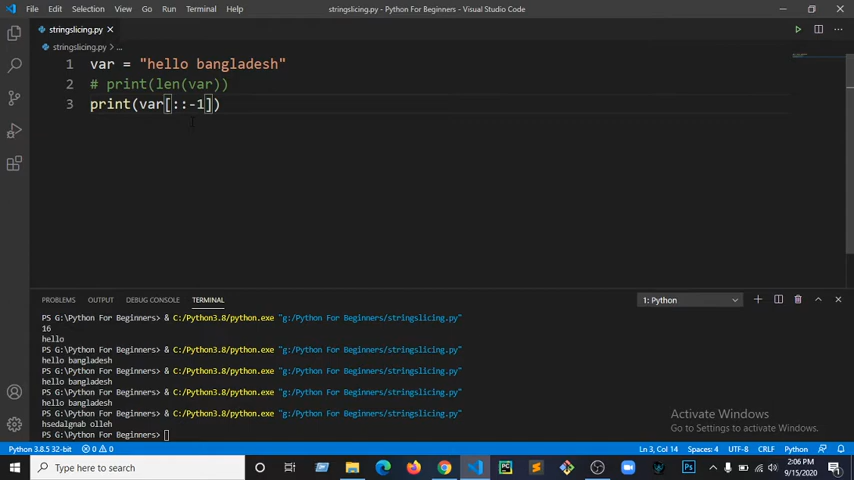 File Edit Selection View Go Run Terminal Help stringslicing.py - Python For Beginners - Visual Studio Code
stringslicing.py
stringslicing.py > ...
1 var = "hello bangladesh"
2 # print(len(var))
3 print(var[::-1])
PROBLEMS OUTPUT DEBUG CONSOLE TERMINAL 1: Python
PS G:\Python For Beginners> & C:/Python3.8/python.exe "g:/Python For Beginners/stringslicing.py"
16
hello
PS G:\Python For Beginners> & C:/Python3.8/python.exe "g:/Python For Beginners/stringslicing.py"
hello bangladesh
PS G:\Python For Beginners> & C:/Python3.8/python.exe "g:/Python For Beginners/stringslicing.py"
hello bangladesh
PS G:\Python For Beginners> & C:/Python3.8/python.exe "g:/Python For Beginners/stringslicing.py"
hello bangladesh
PS G:\Python For Beginners> & C:/Python3.8/python.exe "g:/Python For Beginners/stringslicing.py"
hsedalgnab olleh
PS G:\Python For Beginners>
Activate Windows
Go to Settings to activate Windows.
Python 3.8.5 32-bit 0 0 Ln 3, Col 14 Spaces: 4 UTF-8 CRLF Python
Type here to search
PC
Ps
2:06 PM
9/15/2020